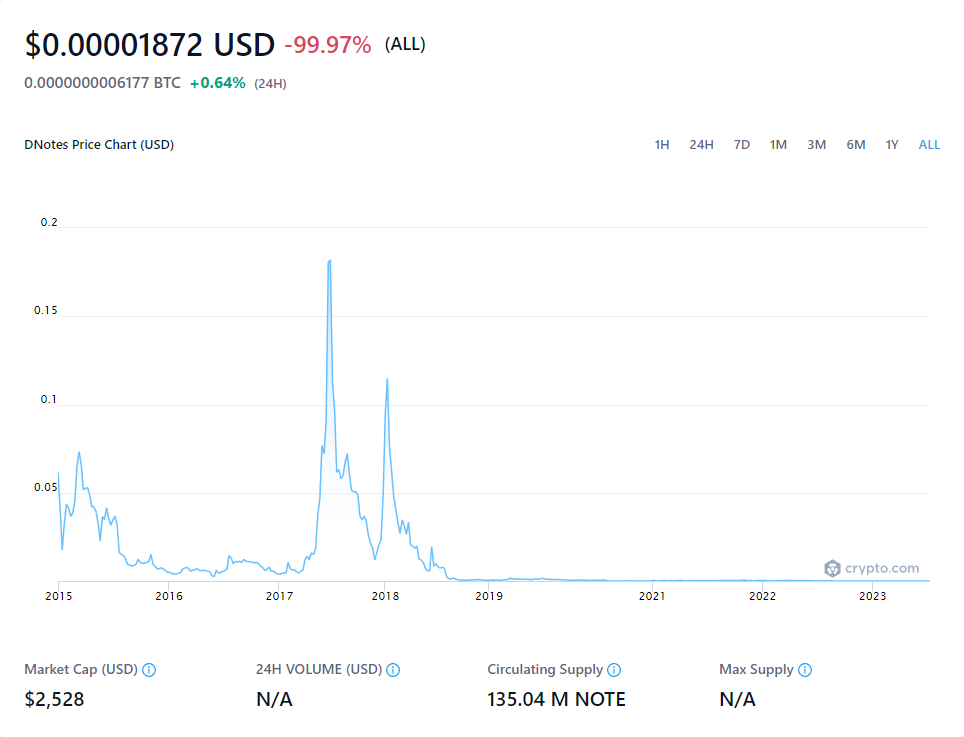 $0.00001872 USD -99.97% (ALL)
0.0000000006177 BTC +0.64% (24H)
DNotes Price Chart (USD) 1H 24H 7D 1M 3M 6M 1Y ALL
0.2
0.15
0.1
0.05
crypto.com
2015 2016 2017 2018 2019 2021 2022 2023
Market Cap (USD) 24H VOLUME (USD) Circulating Supply Max Supply
$2,528 N/A 135.04 M NOTE N/A